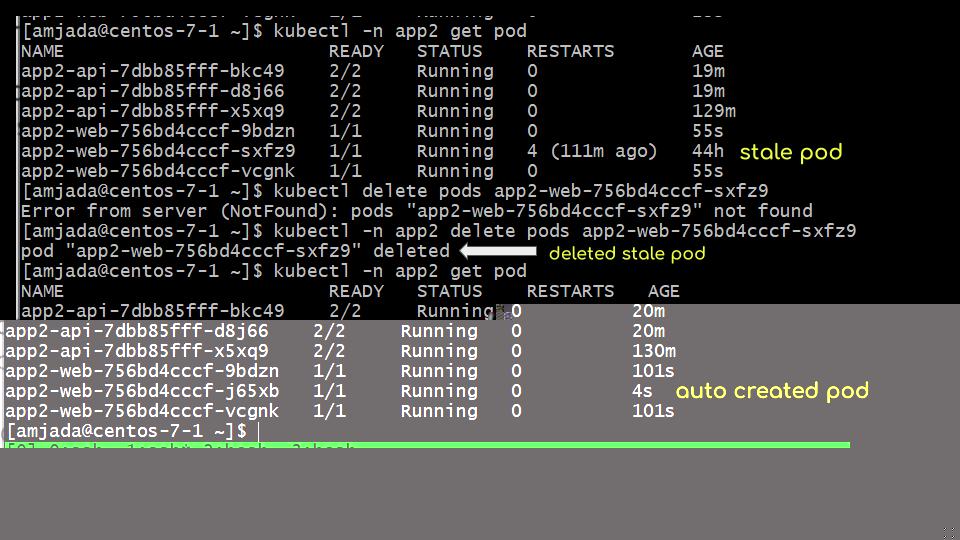 [amjada@centos-7-1 ~]$ kubectl -n app2 get pod
NAME READY STATUS RESTARTS AGE
app2-api-7dbb85fff-bkc49 2/2 Running 0 19m
app2-api-7dbb85fff-d8j66 2/2 Running 0 19m
app2-api-7dbb85fff-x5xq9 2/2 Running 0 129m
app2-web-756bd4cccf-9bdzn 1/1 Running 0 55s
app2-web-756bd4cccf-sxfz9 1/1 Running 4 (111m ago) 44h stale pod
app2-web-756bd4cccf-vcgnk 1/1 Running 0 55s
[amjada@centos-7-1 ~]$ kubectl delete pods app2-web-756bd4cccf-sxfz9
Error from server (NotFound): pods "app2-web-756bd4cccf-sxfz9" not found
[amjada@centos-7-1 ~]$ kubectl -n app2 delete pods app2-web-756bd4cccf-sxfz9
pod "app2-web-756bd4cccf-sxfz9" deleted deleted stale pod
[amjada@centos-7-1 ~]$ kubectl -n app2 get pod
NAME READY STATUS RESTARTS AGE
app2-api-7dbb85fff-bkc49 2/2 Running 0 20m
app2-api-7dbb85fff-d8j66 2/2 Running 0 20m
app2-api-7dbb85fff-x5xq9 2/2 Running 0 130m
app2-web-756bd4cccf-9bdzn 1/1 Running 0 101s
app2-web-756bd4cccf-j65xb 1/1 Running 0 4s auto created pod
app2-web-756bd4cccf-vcgnk 1/1 Running 0 101s
[amjada@centos-7-1 ~]$